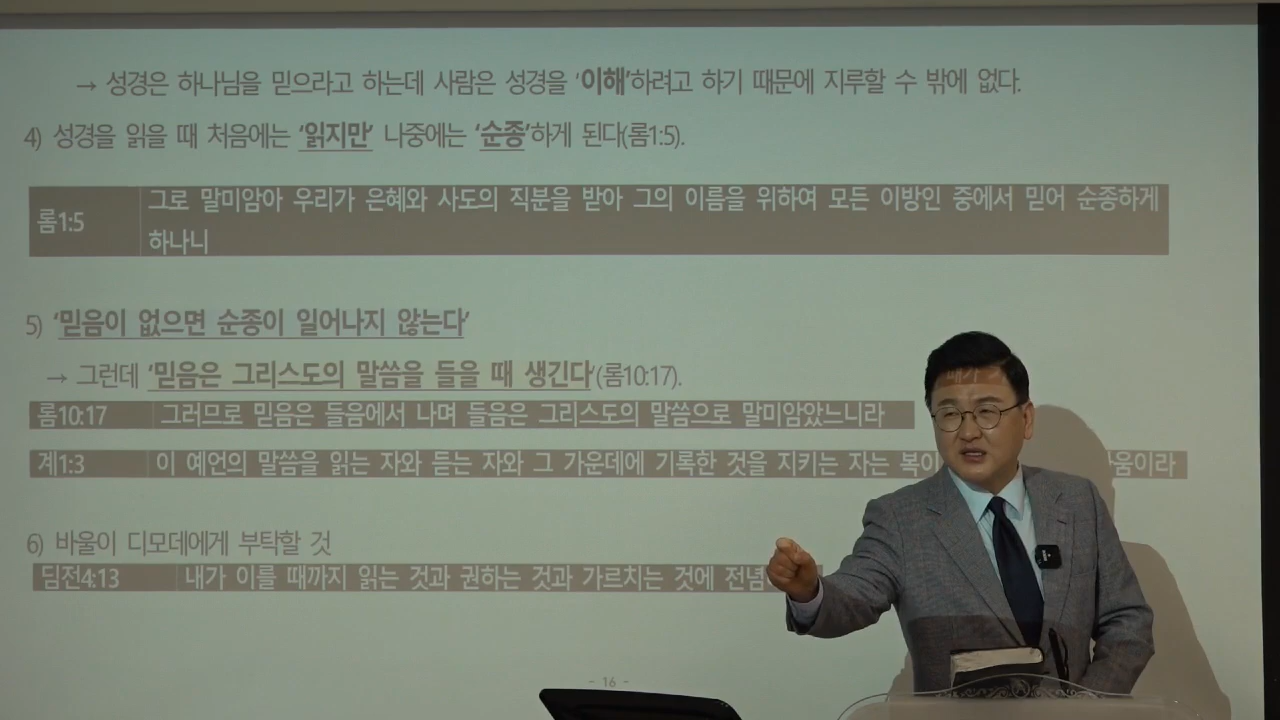 → 성경은 하나님을 믿으라고 하는데 사람은 성경을 ‘이해’하려고 하기 때문에 지루할 수 밖에 없다.
4) 성경을 읽을 때 처음에는 ‘읽지만’ 나중에는 ‘순종’하게 된다(롬1:5).
롬1:5 그로 말미암아 우리가 은혜와 사도의 직분을 받아 그의 이름을 위하여 모든 이방인 중에서 믿어 순종하게
하나니
5) ‘믿음이 없으면 순종이 일어나지 않는다’
→ 그런데 ‘믿음은 그리스도의 말씀을 들을 때 생긴다’(롬10:17).
롬10:17 그러므로 믿음은 들음에서 나며 들음은 그리스도의 말씀으로 말미암았느니라
계1:3 이 예언의 말씀을 읽는 자와 듣는 자와 그 가운데에 기록한 것을 지키는 자는 복이
6) 바울이 디모데에게 부탁할 것
딤전4:13 내가 이를 때까지 읽는 것과 권하는 것과 가르치는 것에 전념
- 16 -